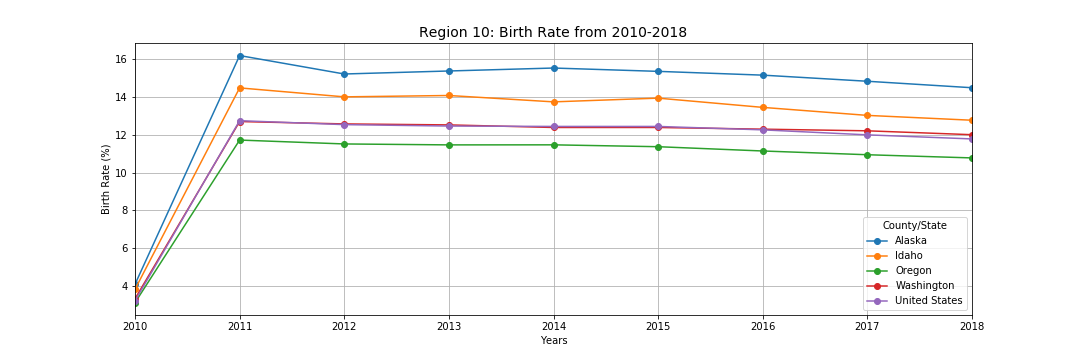 Region 10: Birth Rate from 2010-2018
16
14
12
10
8
6
4
Birth Rate (%)
2010 2011 2012 2013 2014 2015 2016 2017 2018
Years
County/State
Alaska
Idaho
Oregon
Washington
United States